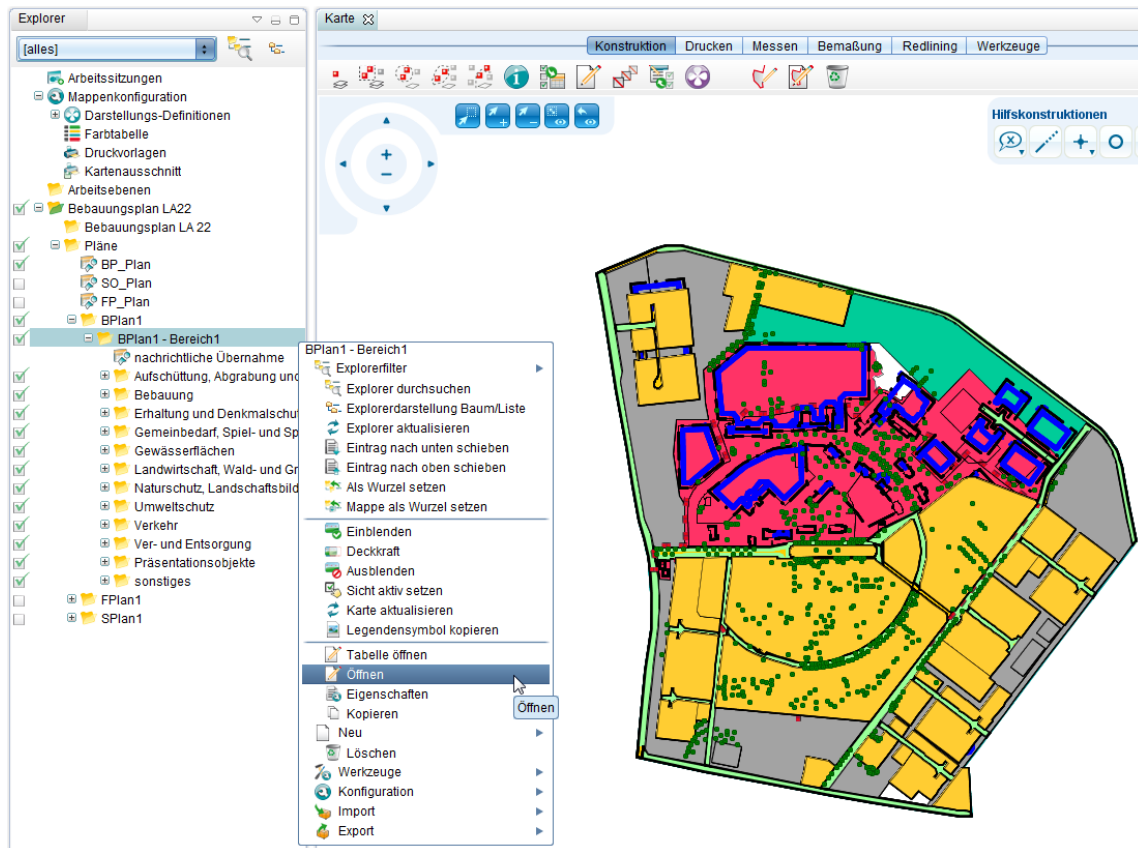 Explorer
[alles]
Arbeitssitzungen
Mappenkonfiguration
Darstellungs-Definitionen
Farbtabelle
Druckvorlagen
Kartenausschnitt
Arbeitsebenen
Bebauungsplan LA22
Bebauungsplan LA 22
Pläne
BP_Plan
SO_Plan
FP_Plan
BPlan1
BPlan1 - Bereich1
nachrichtliche Übernahme
Aufschüttung, Abgrabung und
Bebauung
Erhaltung und Denkmalschut
Gemeinbedarf, Spiel- und Sp
Gewässerflächen
Landwirtschaft, Wald- und Gr
Naturschutz, Landschaftsbild
Umweltschutz
Verkehr
Ver- und Entsorgung
Präsentationsobjekte
sonstiges
FPlan1
SPlan1
BPlan1 - Bereich1
Explorerfilter
Explorer durchsuchen
Explorerdarstellung Baum/Liste
Explorer aktualisieren
Eintrag nach unten schieben
Eintrag nach oben schieben
Als Wurzel setzen
Mappe als Wurzel setzen
Einblenden
Deckkraft
Ausblenden
Sicht aktiv setzen
Karte aktualisieren
Legendensymbol kopieren
Tabelle öffnen
Öffnen
Eigenschaften
Kopieren
Neu
Löschen
Werkzeuge
Konfiguration
Import
Export
Öffnen
Karte
Konstruktion Drucken Messen Bemaßung Redlining Werkzeuge
Hilfskonstruktionen